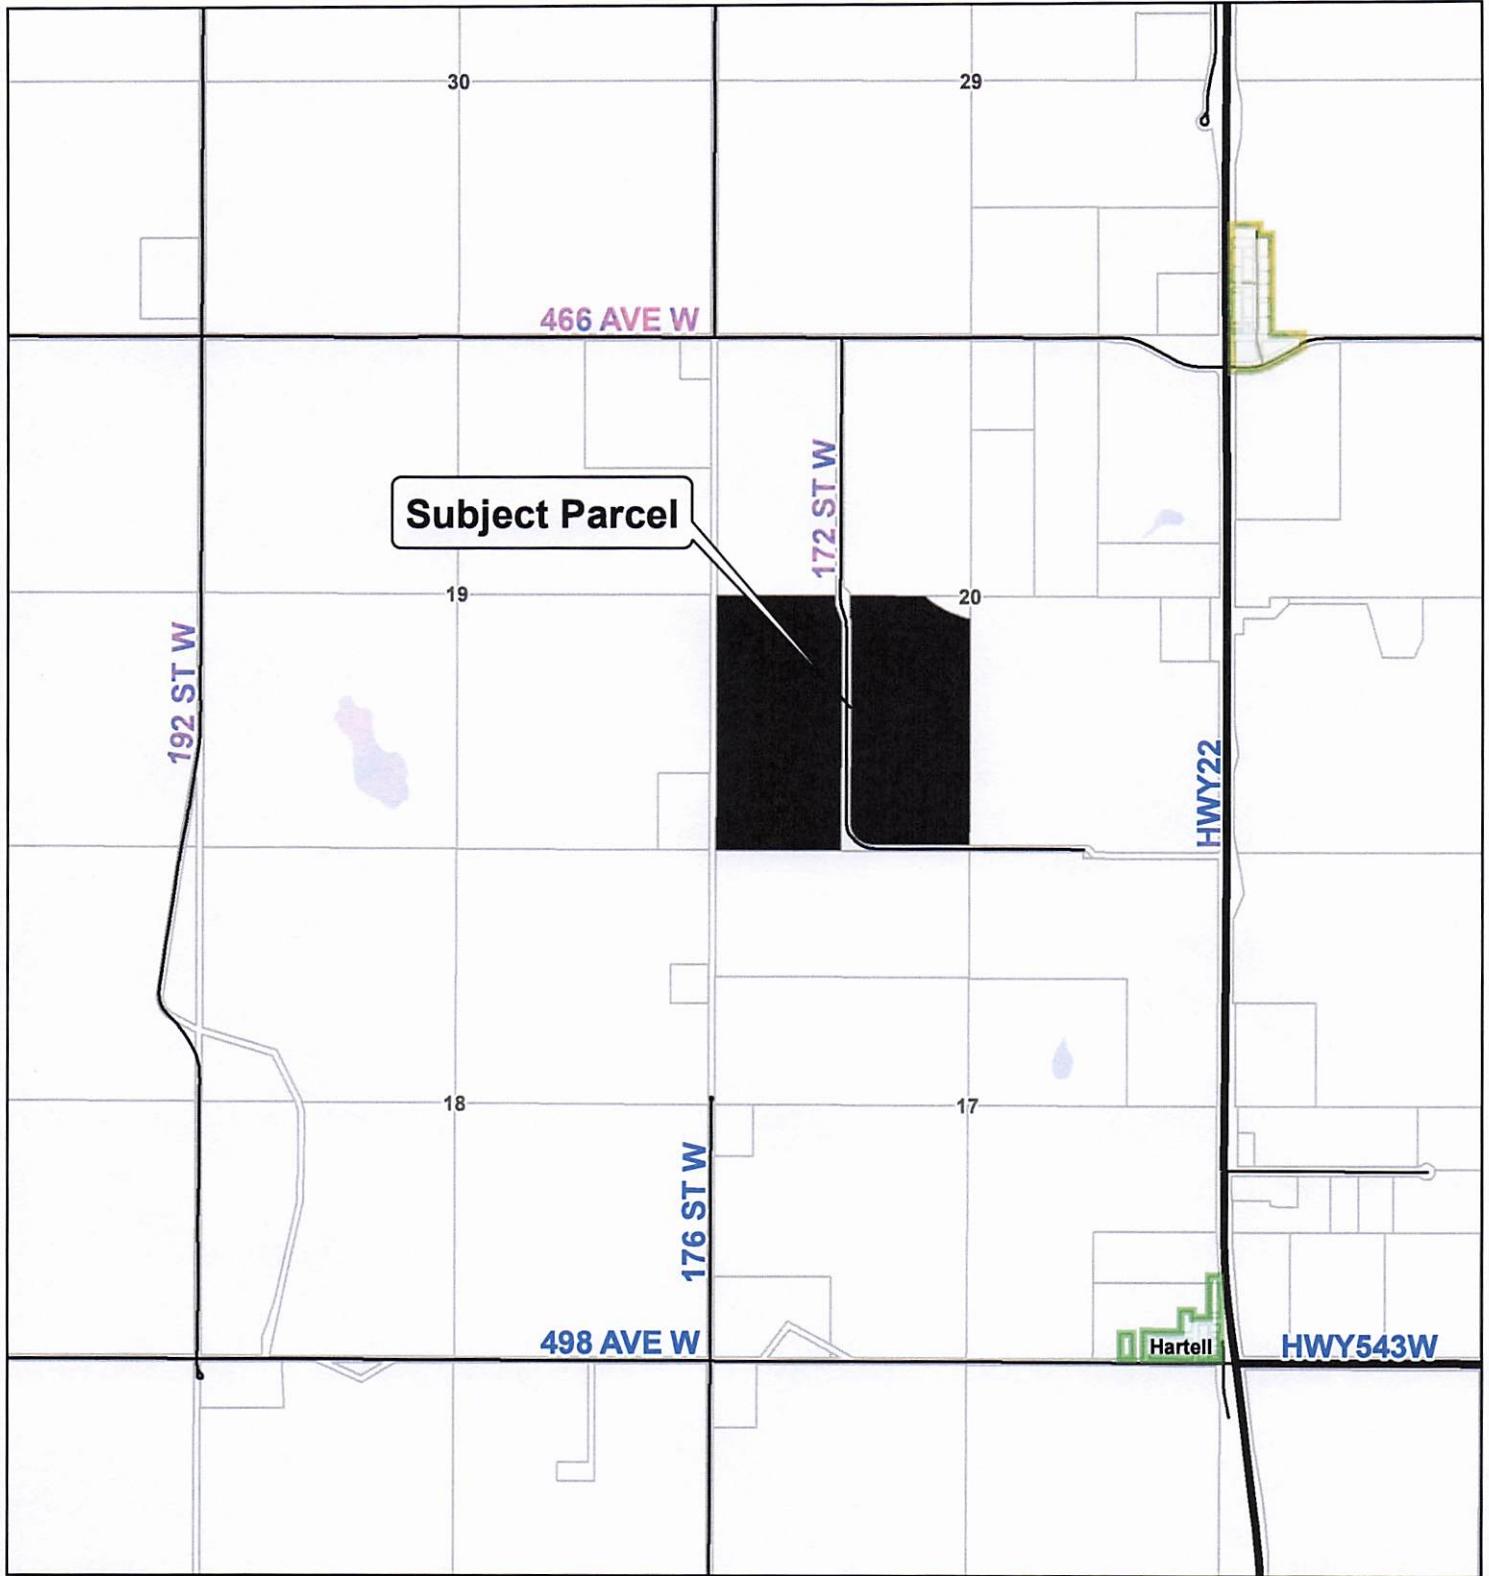 30
29
466 AVE W
172 ST W
Subject Parcel
19
20
192 ST W
HWY22
18
17
176 ST W
498 AVE W
Hartell
HWY543W